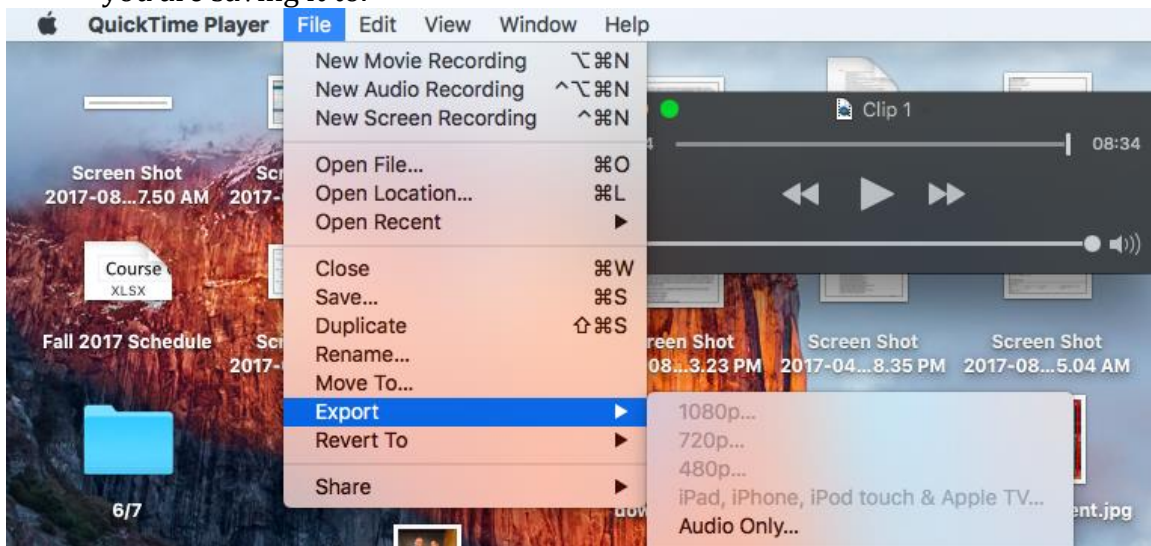 QuickTime Player File Edit View Window Help
New Movie Recording ⌥⌘N
New Audio Recording ^⌥⌘N
New Screen Recording ^⌘N
Open File... ⌘O
Open Location... ⌘L
Open Recent ▶
Close ⌘W
Save... ⌘S
Duplicate ⇧⌘S
Rename...
Move To...
Export ▶
Revert To ▶
Share ▶
1080p...
720p...
480p...
iPad, iPhone, iPod touch & Apple TV...
Audio Only...
Clip 1
08:34
Screen Shot
2017-08...7.50 AM
Course
XLSX
Fall 2017 Schedule
6/7
Screen Shot
2017-04...8.35 PM
Screen Shot
2017-08...5.04 AM
reen Shot
08...3.23 PM
2017-
2017-
ent.jpg